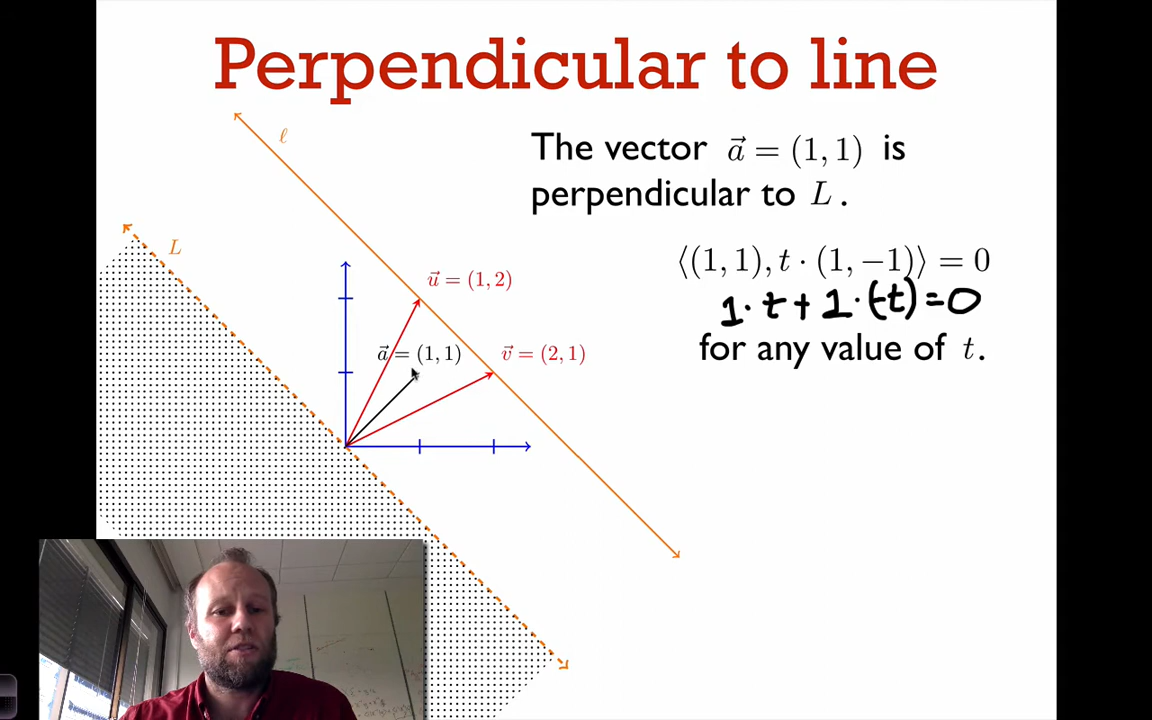 Perpendicular to line
ℓ
The vector \vec{a} = (1, 1) is
perpendicular to L .
L
⟨(1, 1), t · (1, −1)⟩ = 0
\vec{u} = (1, 2)
1 · t + 1 · (-t) = 0
\vec{a} = (1, 1)
\vec{v} = (2, 1)
for any value of t.